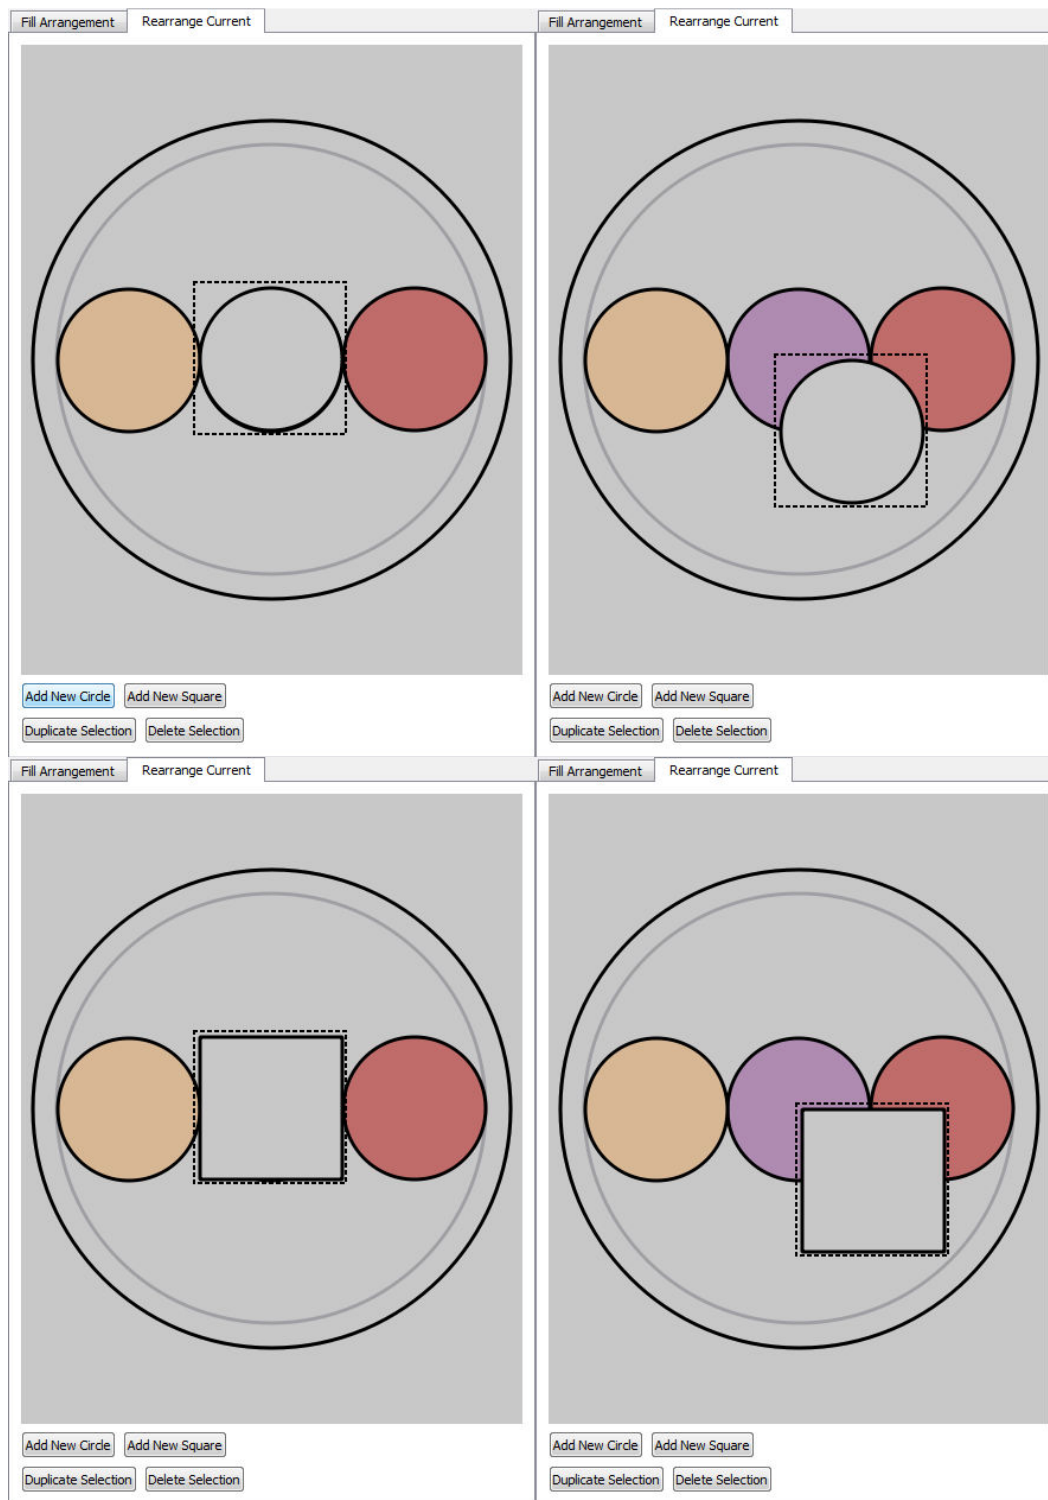 Fill Arrangement Rearrange Current
Add New Circle Add New Square
Duplicate Selection Delete Selection
Fill Arrangement Rearrange Current
Add New Circle Add New Square
Duplicate Selection Delete Selection
Fill Arrangement Rearrange Current
Add New Circle Add New Square
Duplicate Selection Delete Selection
Fill Arrangement Rearrange Current
Add New Circle Add New Square
Duplicate Selection Delete Selection